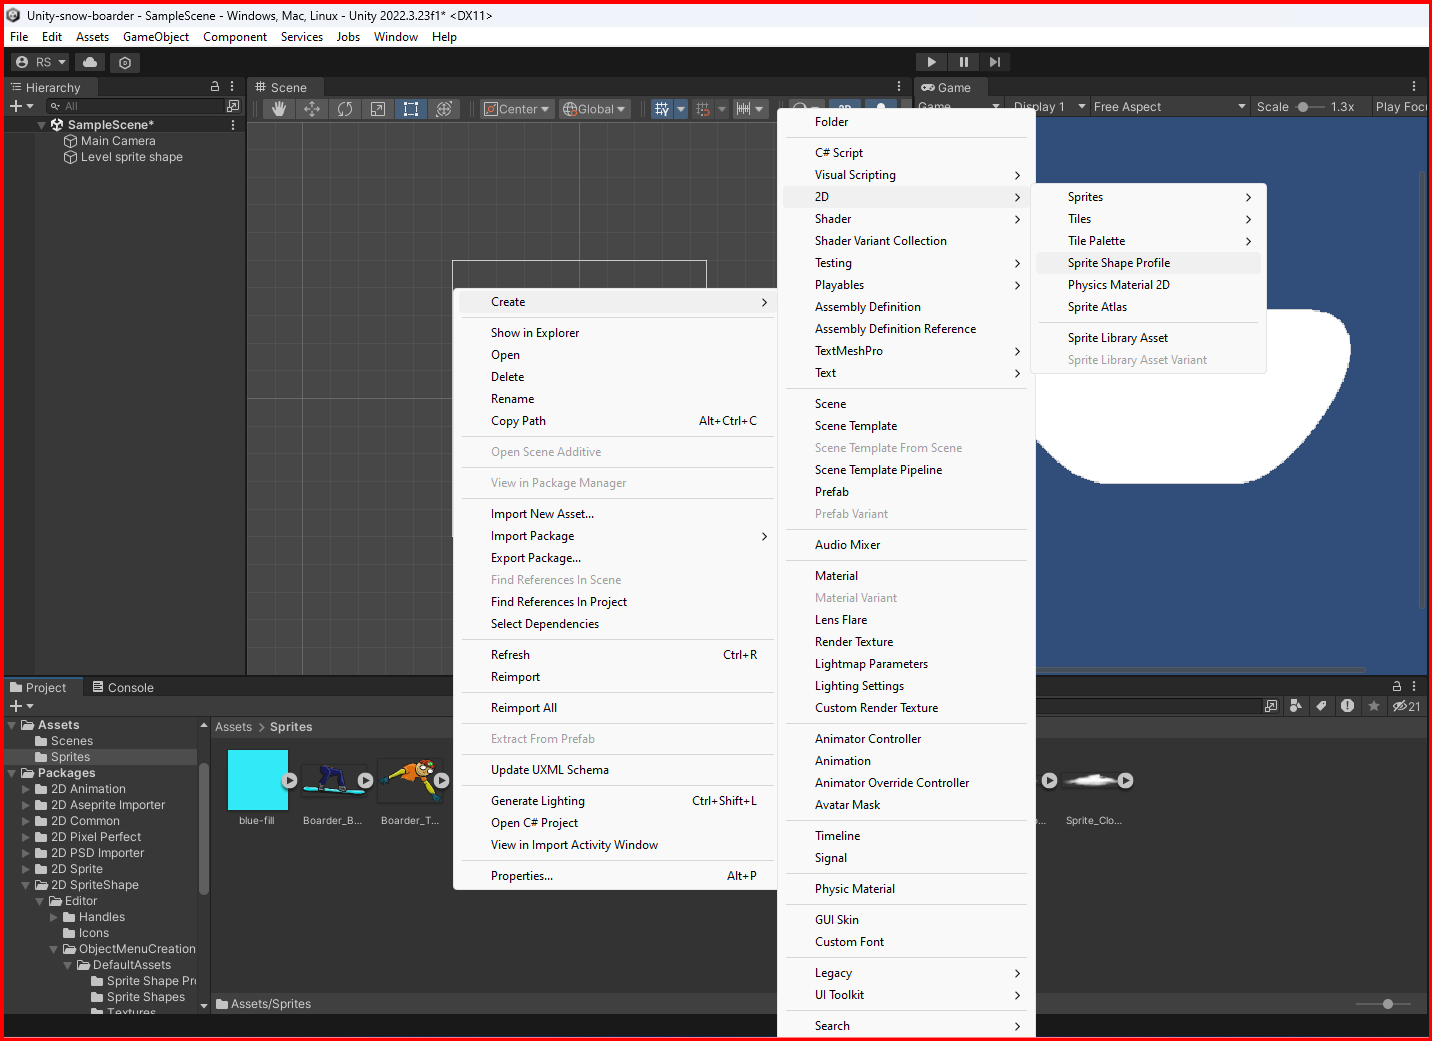 Unity-snow-boarder - SampleScene - Windows, Mac, Linux - Unity 2022.3.23f1* <DX11>
File Edit Assets GameObject Component Services Jobs Window Help
RS
Hierarchy
All
SampleScene*
Main Camera
Level sprite shape
Scene
Center
Global
Game
Game
Display 1
Free Aspect
Scale
1.3x
Play Focu
Create
Show in Explorer
Open
Delete
Rename
Copy Path Alt+Ctrl+C
Open Scene Additive
View in Package Manager
Import New Asset...
Import Package
Export Package...
Find References In Scene
Find References In Project
Select Dependencies
Refresh Ctrl+R
Reimport
Reimport All
Extract From Prefab
Update UXML Schema
Generate Lighting Ctrl+Shift+L
Open C# Project
View in Import Activity Window
Properties... Alt+P
Folder
C# Script
Visual Scripting
2D
Shader
Shader Variant Collection
Testing
Playables
Assembly Definition
Assembly Definition Reference
TextMeshPro
Text
Scene
Scene Template
Scene Template From Scene
Scene Template Pipeline
Prefab
Prefab Variant
Audio Mixer
Material
Material Variant
Lens Flare
Render Texture
Lightmap Parameters
Lighting Settings
Custom Render Texture
Animator Controller
Animation
Animator Override Controller
Avatar Mask
Timeline
Signal
Physic Material
GUI Skin
Custom Font
Legacy
UI Toolkit
Search
Sprites
Tiles
Tile Palette
Sprite Shape Profile
Physics Material 2D
Sprite Atlas
Sprite Library Asset
Sprite Library Asset Variant
Project
Console
21
Assets
Scenes
Sprites
Packages
2D Animation
2D Aseprite Importer
2D Common
2D Pixel Perfect
2D PSD Importer
2D Sprite
2D SpriteShape
Editor
Handles
Icons
ObjectMenuCreation
DefaultAssets
Sprite Shape Pr
Sprite Shapes
Textures
Assets > Sprites
blue-fill
Boarder_B...
Boarder_T...
Sprite_Clo...
Assets/Sprites